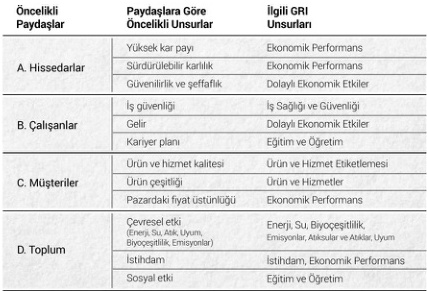 Öncelikli Paydaşlar
Paydaşlara Göre Öncelikli Unsurlar
İlgili GRI Unsurları
A. Hissedarlar
Yüksek kar payı
Ekonomik Performans
Sürdürülebilir karlılık
Ekonomik Performans
Güvenilirlik ve şeffaflık
Dolaylı Ekonomik Etkiler
B. Çalışanlar
İş güvenliği
İş Sağlığı ve Güvenliği
Gelir
Dolaylı Ekonomik Etkiler
Kariyer planı
Eğitim ve Öğretim
C. Müşteriler
Ürün ve hizmet kalitesi
Ürün ve Hizmet Etiketlemesi
Ürün çeşitliği
Ürün ve Hizmetler
Pazardaki fiyat üstünlüğü
Ekonomik Performans
D. Toplum
Çevresel etki
(Enerji, Su, Atık, Uyum,
Biyoçeşitlilik, Emisyonlar)
Enerji, Su, Biyoçeşitlilik,
Emisyonlar, Atıksular ve Atıklar, Uyum
İstihdam
İstihdam, Ekonomik Performans
Sosyal etki
Eğitim ve Öğretim